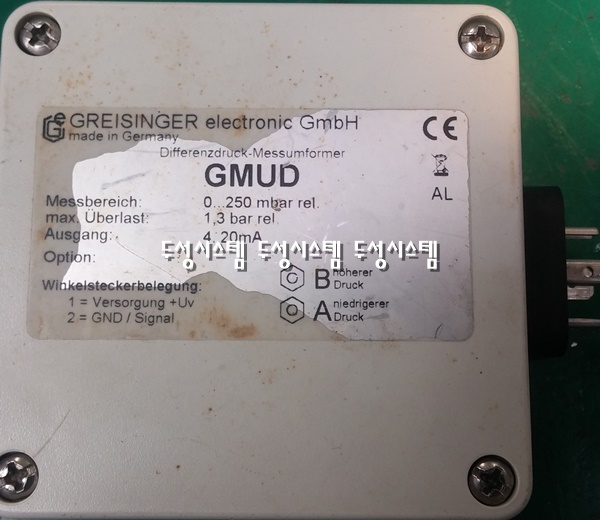 GREISINGER electronic GmbH
made in Germany
CE
Differenzdruck-Messumformer
GMUD
AL
Messbereich: 0...250 mbar rel.
max. Überlast: 1,3 bar rel.
Ausgang: 4..20mA
Option:
두성시스템 두성시스템 두성시스템
Winkelsteckerbelegung:
1 = Versorgung +Uv
2 = GND / Signal
B höherer Druck
A niedrigerer Druck